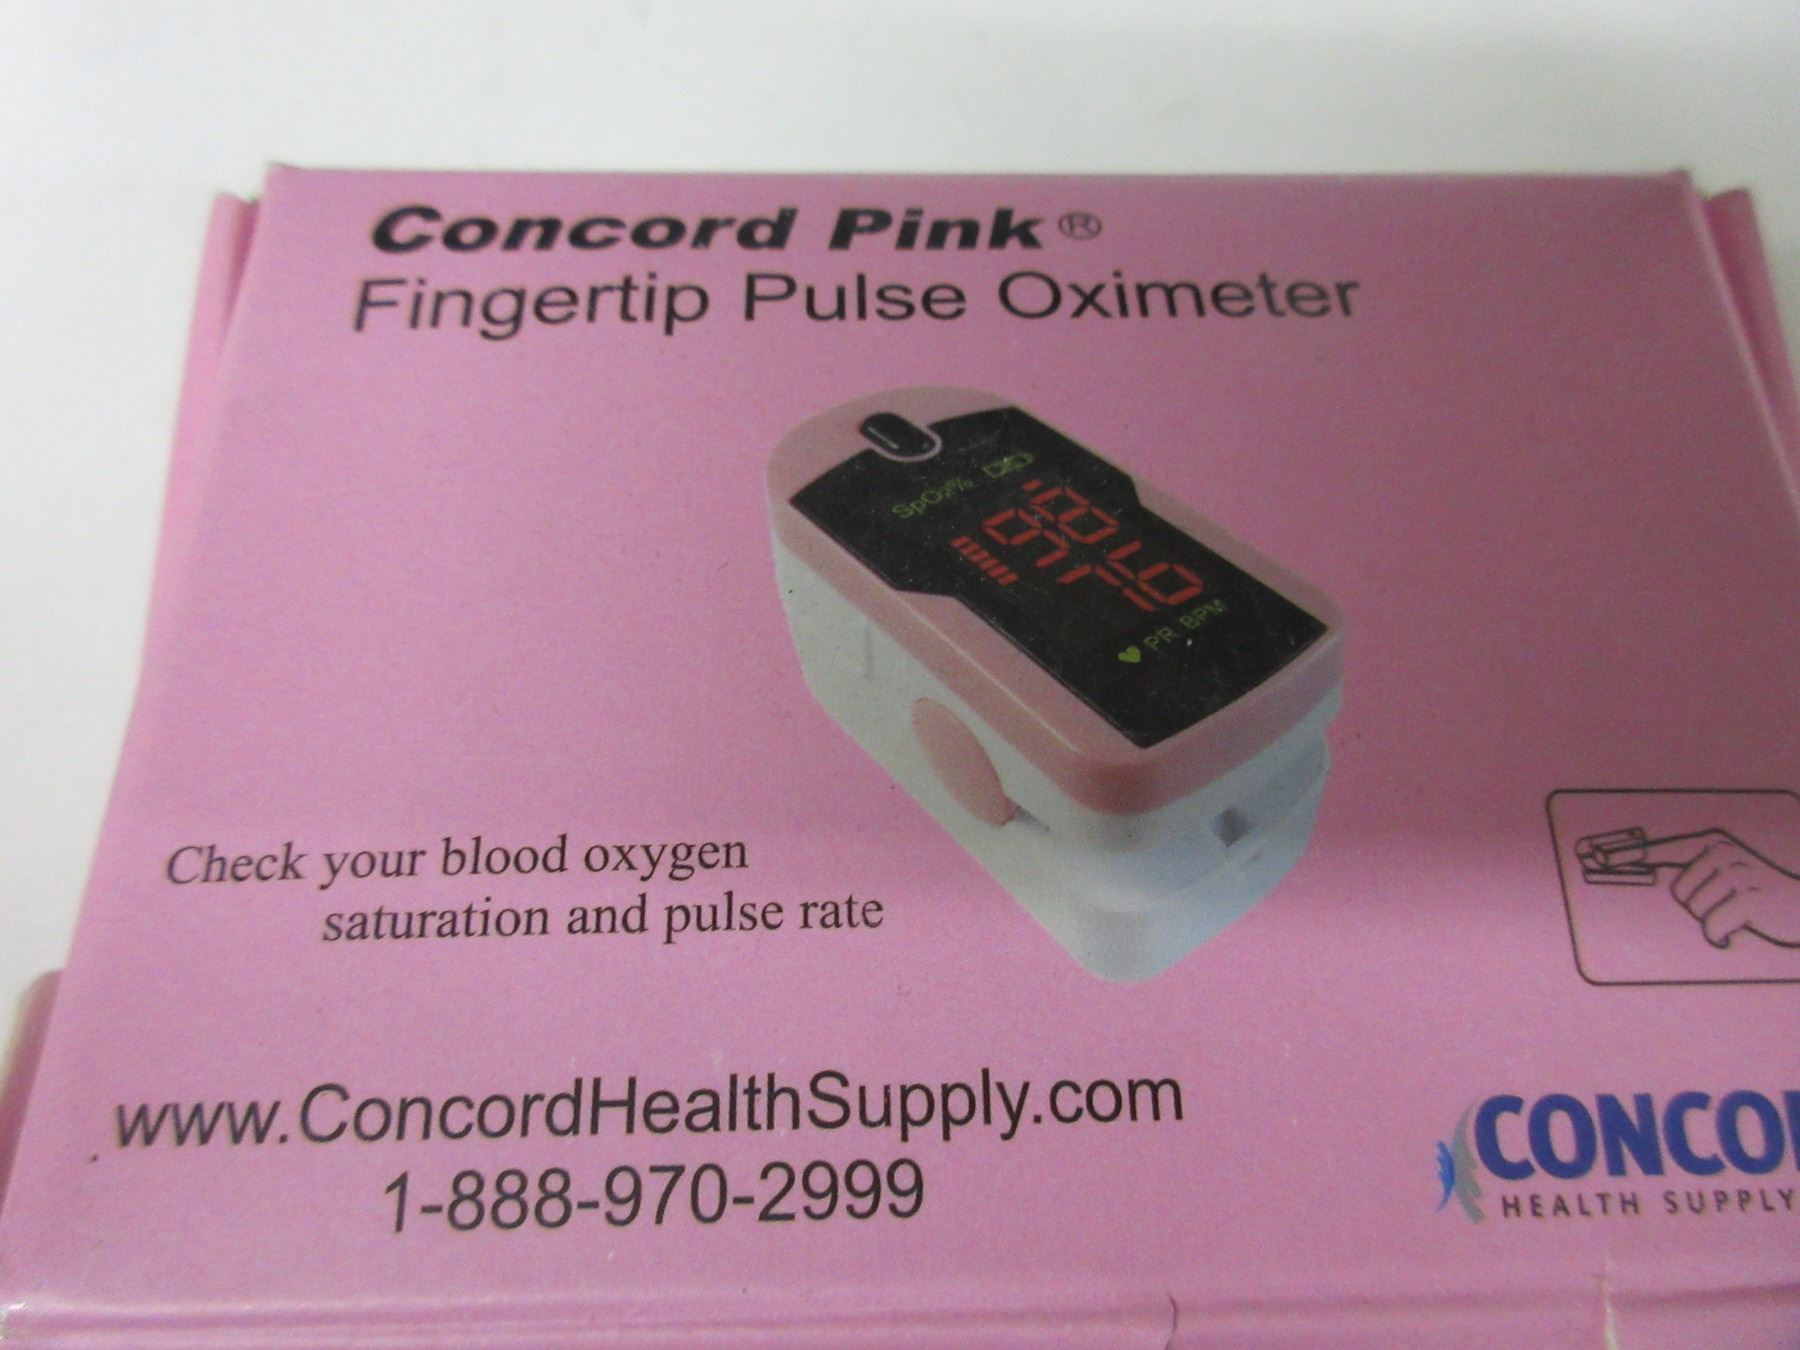 Concord Pink®
Fingertip Pulse Oximeter
SpO₂%
PR BPM
Check your blood oxygen
saturation and pulse rate
www.ConcordHealthSupply.com
1-888-970-2999
HEALTH SUPPLY